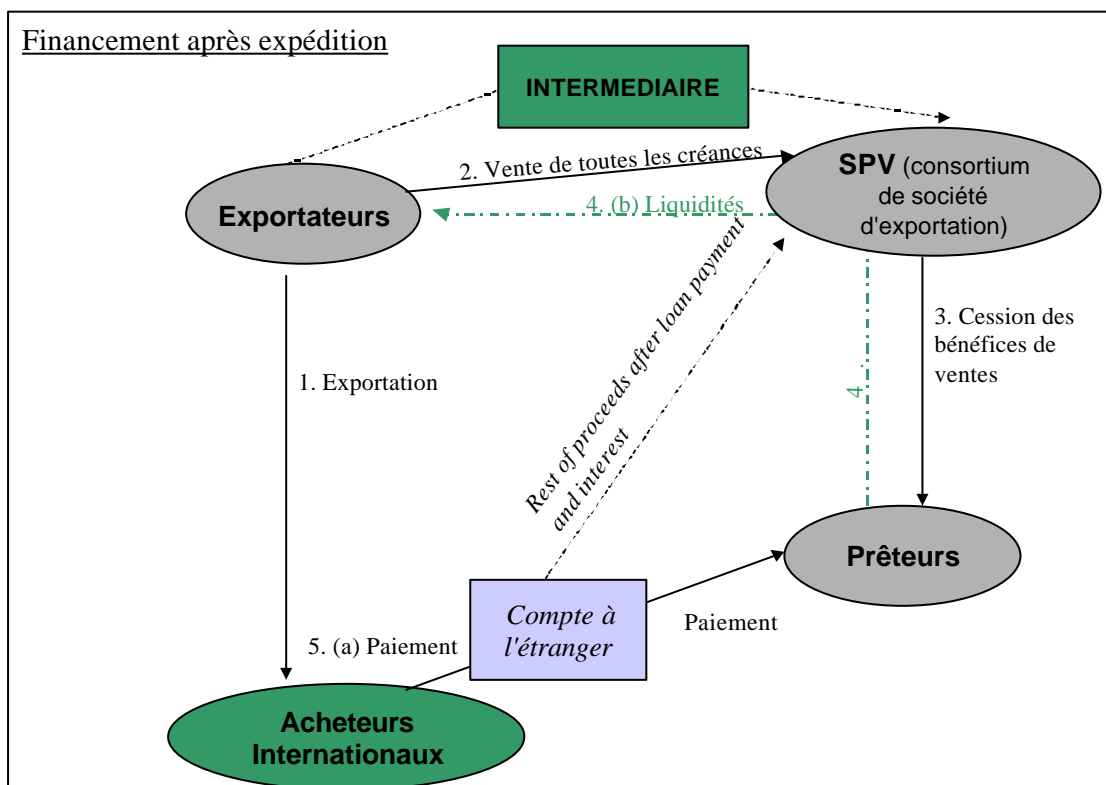 Financement après expédition
INTERMEDIAIRE
2. Vente de toutes les créances
SPV (consortium
de société
d'exportation)
Exportateurs
4. (b) Liquidités
3. Cession des
bénéfices de
ventes
1. Exportation
4.
Rest of proceeds after loan payment
and interest
Prêteurs
Compte à
l'étranger
Paiement
5. (a) Paiement
Acheteurs
Internationaux